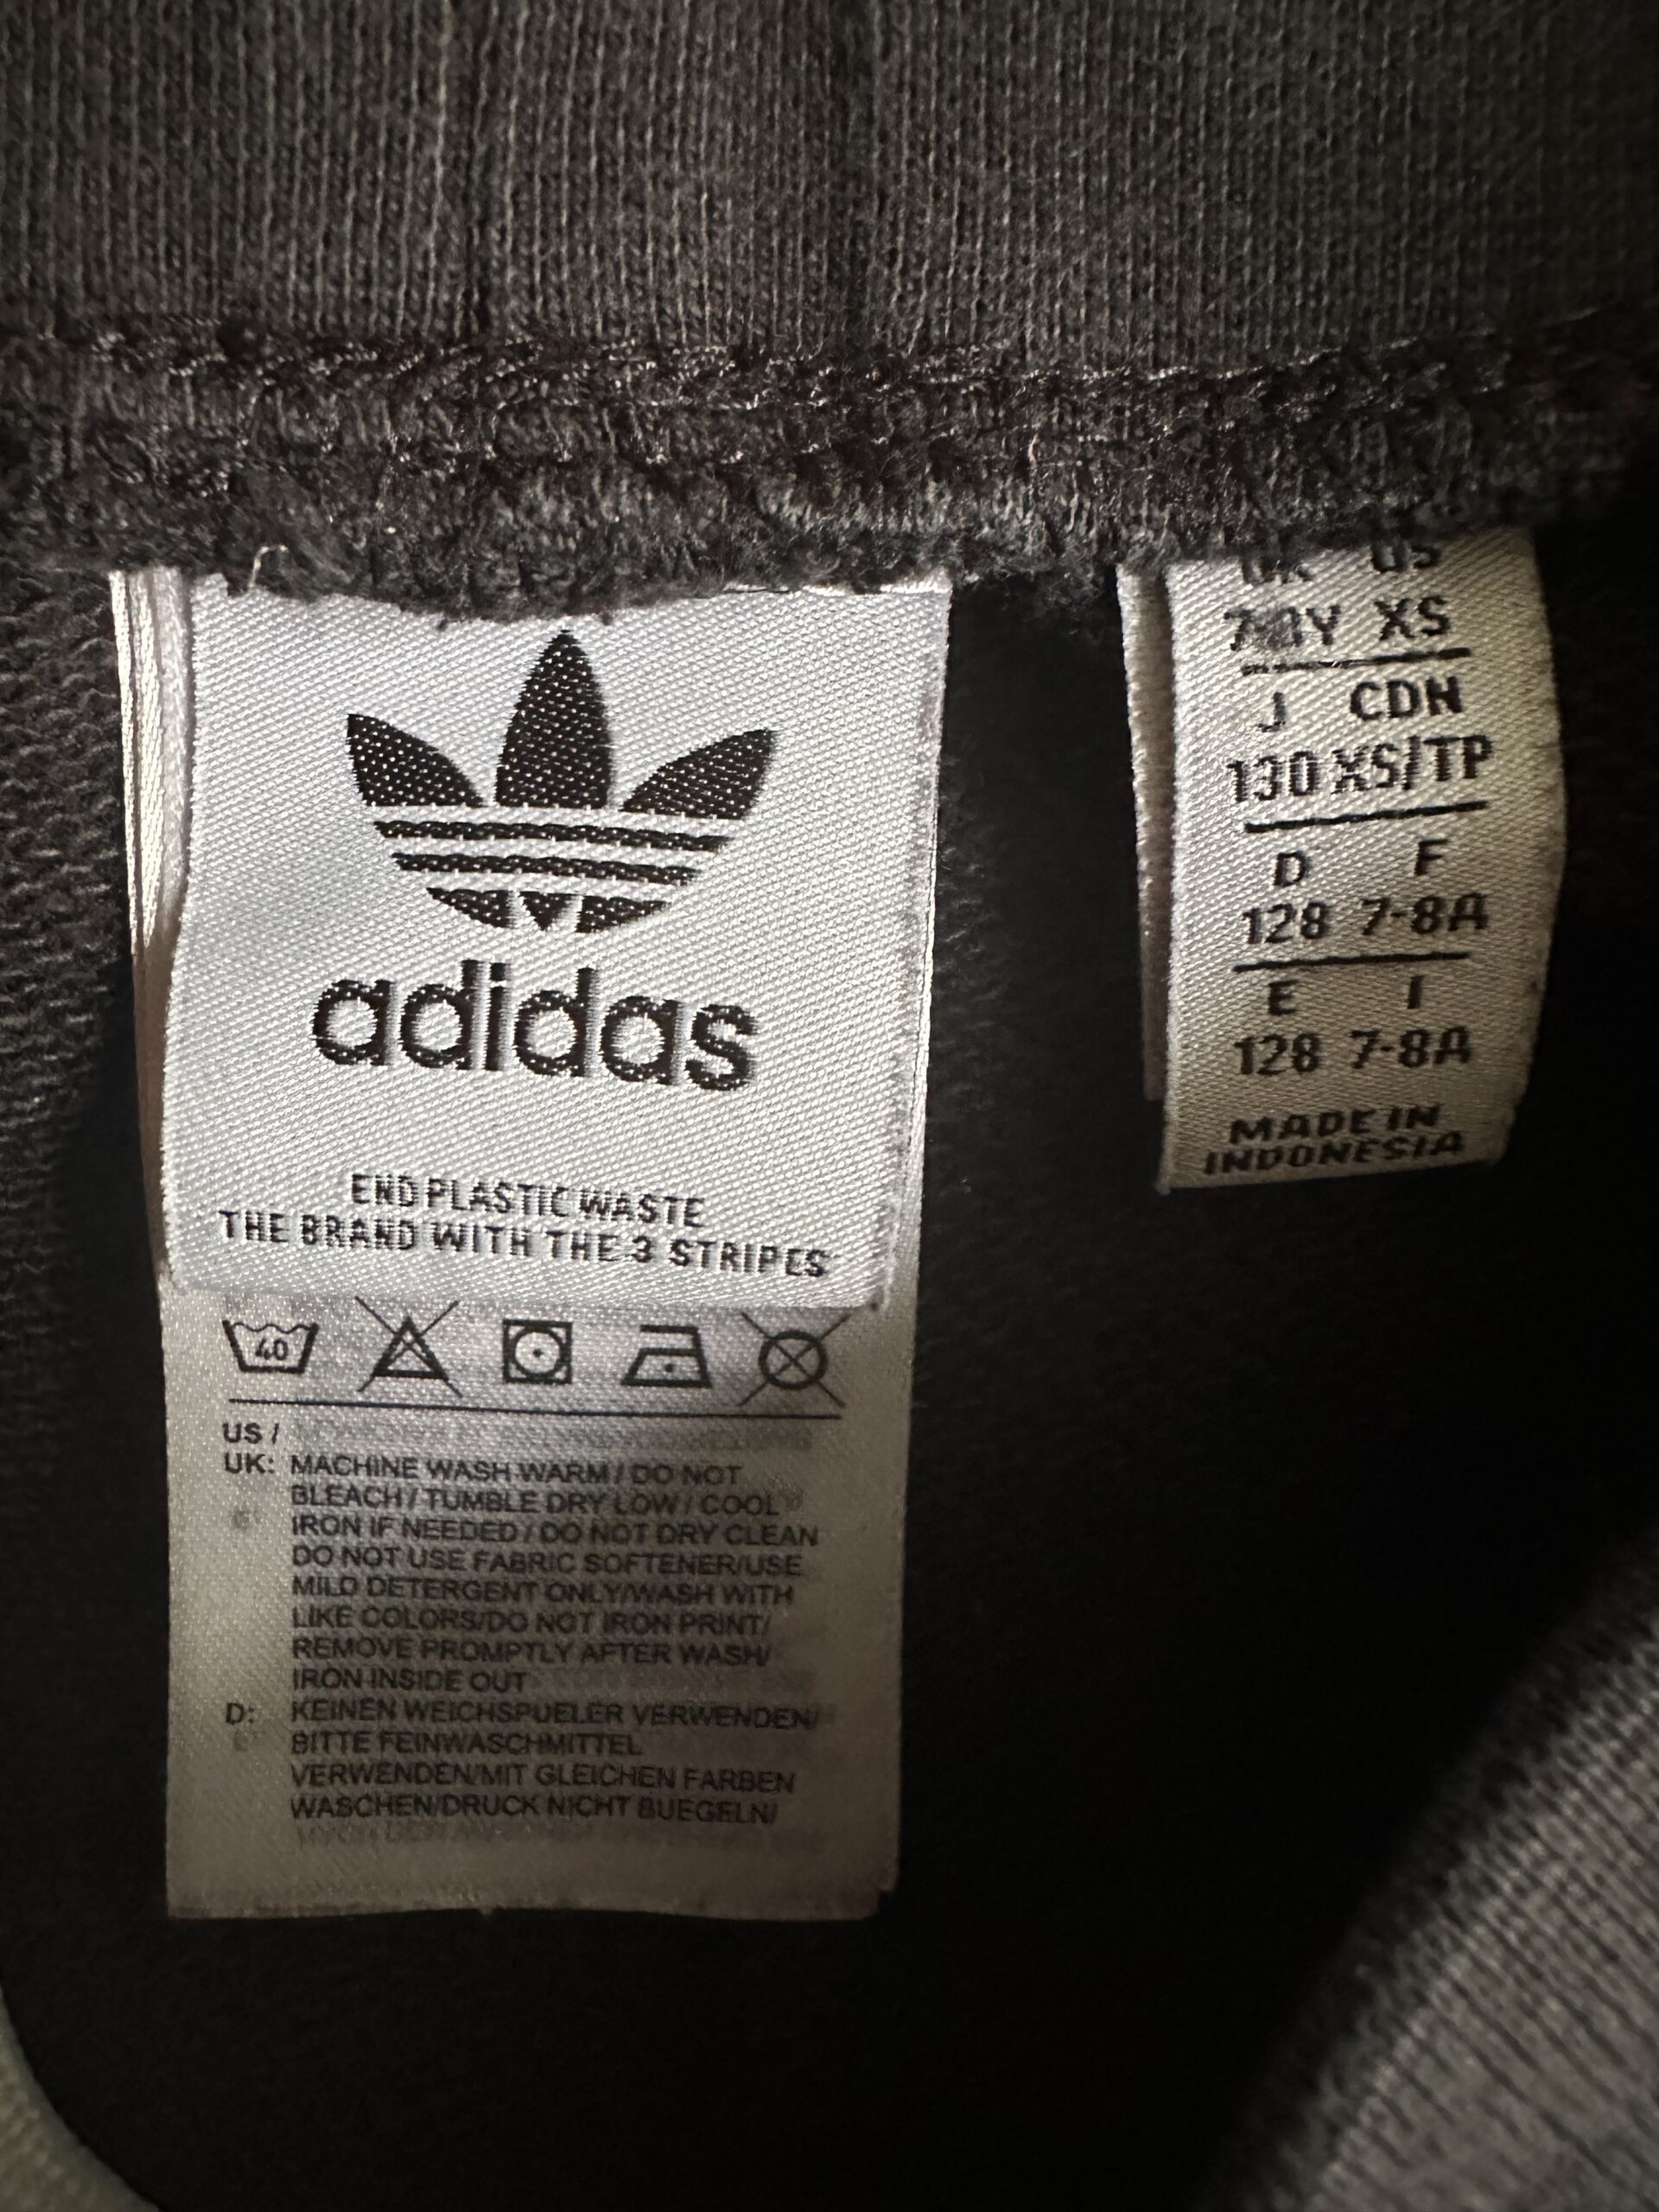 adidas
END PLASTIC WASTE
THE BRAND WITH THE 3 STRIPES
40
US /
UK: MACHINE WASH WARM / DO NOT
BLEACH / TUMBLE DRY LOW / COOL
IRON IF NEEDED / DO NOT DRY CLEAN
DO NOT USE FABRIC SOFTENER/USE
MILD DETERGENT ONLY/WASH WITH
LIKE COLORS/DO NOT IRON PRINT/
REMOVE PROMPTLY AFTER WASH/
IRON INSIDE OUT
D: KEINEN WEICHSPUELER VERWENDEN/
BITTE FEINWASCHMITTEL
VERWENDEN/MIT GLEICHEN FARBEN
WASCHEN/DRUCK NICHT BUEGELN/
UK US
7-8Y XS
J CDN
130 XS/TP
D F
128 7-8A
E I
128 7-8A
MADE IN
INDONESIA